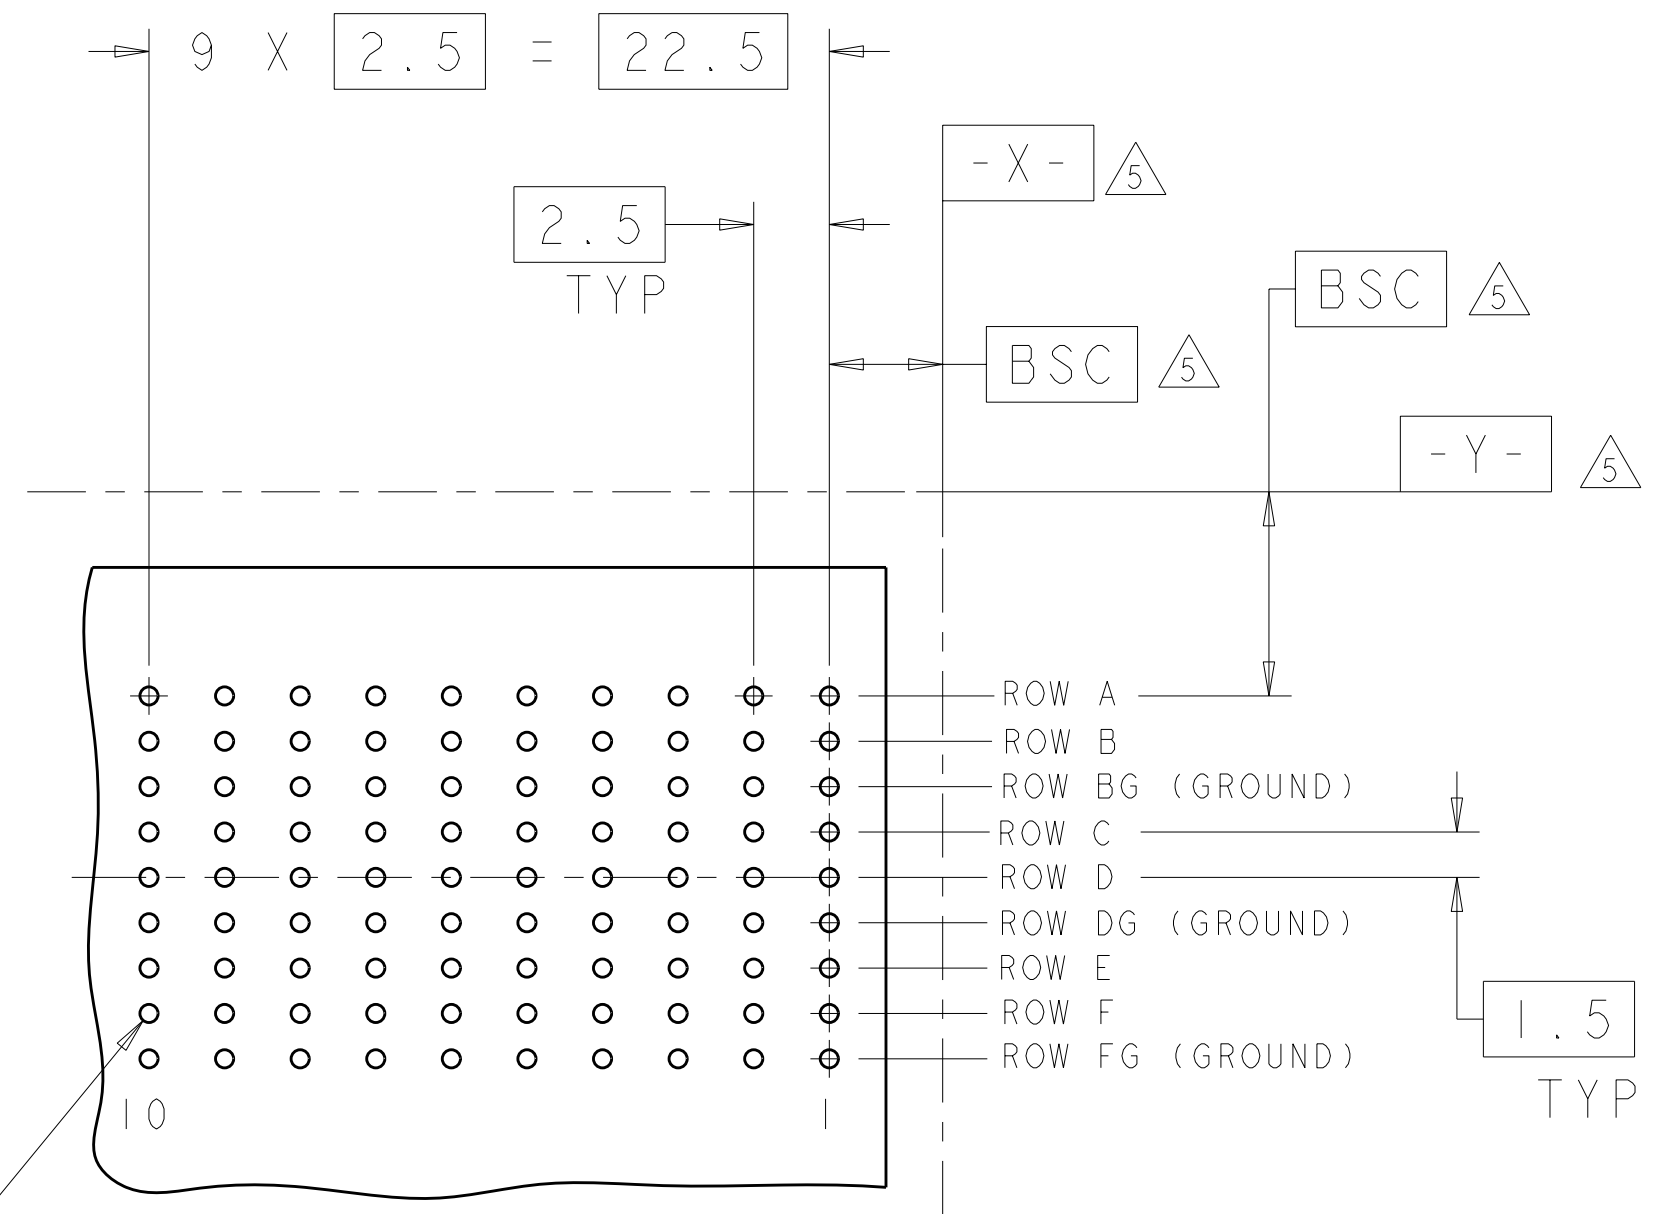 9 X 2.5 = 22.5
-X- 5
2.5
TYP
BSC 5
BSC 5
-Y- 5
ROW A
ROW B
ROW BG (GROUND)
ROW C
ROW D
ROW DG (GROUND)
ROW E
ROW F
ROW FG (GROUND)
1.5
TYP
10 1